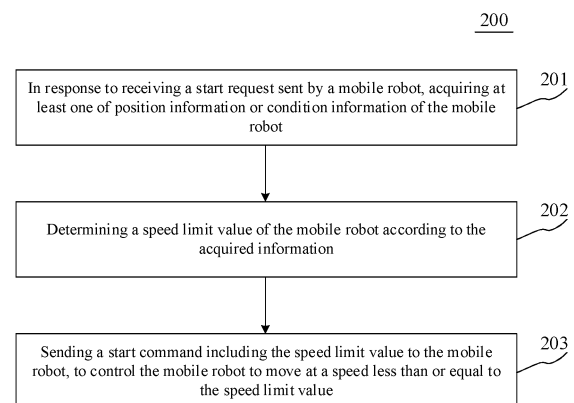 200
In response to receiving a start request sent by a mobile robot, acquiring at
least one of position information or condition information of the mobile
robot
201
Determining a speed limit value of the mobile robot according to the
acquired information
202
Sending a start command including the speed limit value to the mobile
robot, to control the mobile robot to move at a speed less than or equal to
the speed limit value
203